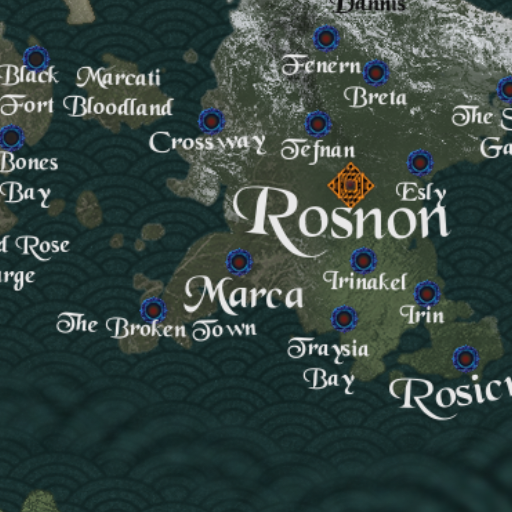 Dannis
Fenern
Black
Fort
Marcati
Bloodland
Breta
Crossway
Tefnan
The
Bones
Bay
Esly
Rosnon
Rose
Irinakel
Marca
Irin
The Broken Town
Traysia
Bay